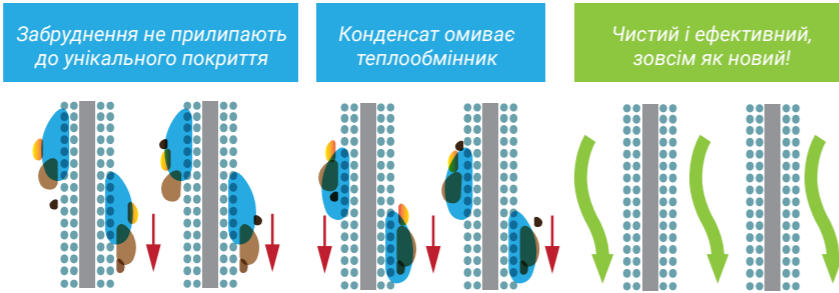 Забруднення не прилипають
до унікального покриття
Конденсат омиває
теплообмінник
Чистий і ефективний,
зовсім як новий!